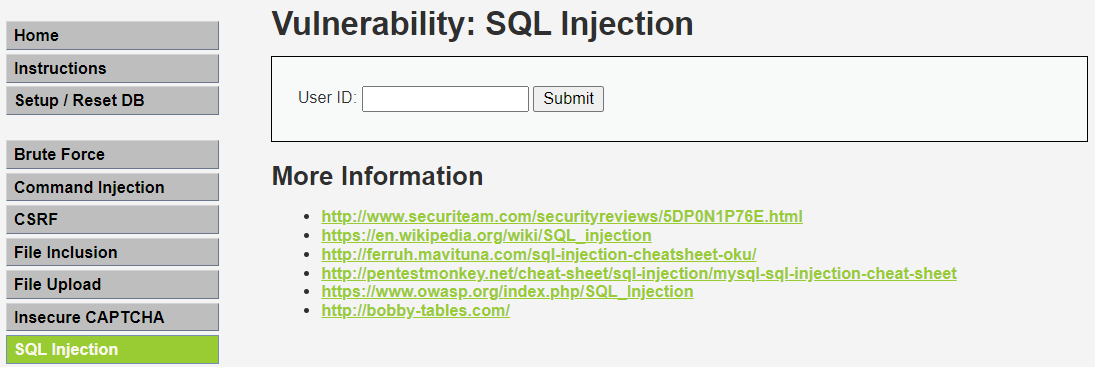 Home
Instructions
Setup / Reset DB
Brute Force
Command Injection
CSRF
File Inclusion
File Upload
Insecure CAPTCHA
SQL Injection
Vulnerability: SQL Injection
User ID:
Submit
More Information
http://www.securiteam.com/securityreviews/5DP0N1P76E.html
https://en.wikipedia.org/wiki/SQL_injection
http://ferruh.mavituna.com/sql-injection-cheatsheet-oku/
http://pentestmonkey.net/cheat-sheet/sql-injection/mysql-sql-injection-cheat-sheet
https://www.owasp.org/index.php/SQL_Injection
http://bobby-tables.com/